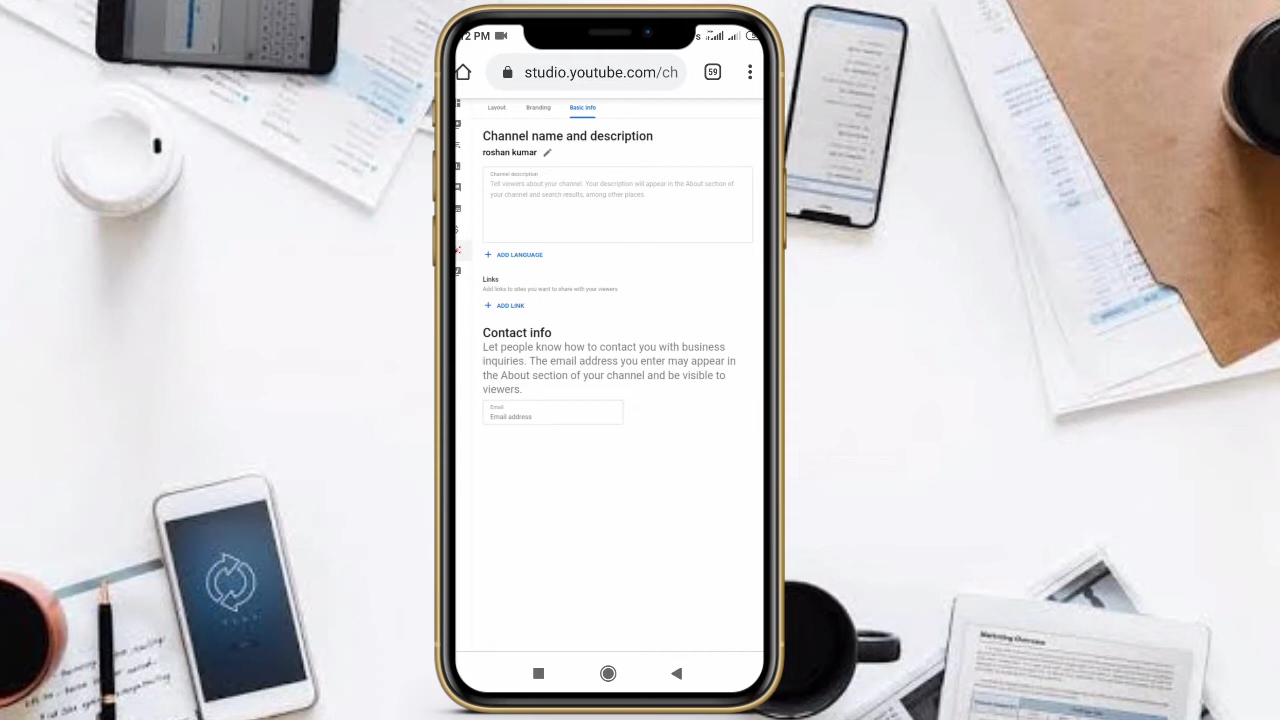 2 PM
studio.youtube.com/ch
59
Layout Branding Basic info
Channel name and description
roshan kumar
Channel description
Tell viewers about your channel. Your description will appear in the About section of
your channel and search results, among other places.
+ ADD LANGUAGE
Links
Add links to sites you want to share with your viewers
+ ADD LINK
Contact info
Let people know how to contact you with business
inquiries. The email address you enter may appear in
the About section of your channel and be visible to
viewers.
Email
Email address
Marketing Overview